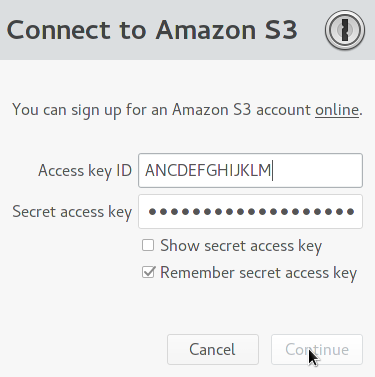 Connect to Amazon S3
You can sign up for an Amazon S3 account online.
Access key ID ANCDEFGHIJKLM
Secret access key ••••••••••••••••••
Show secret access key
Remember secret access key
Cancel Continue